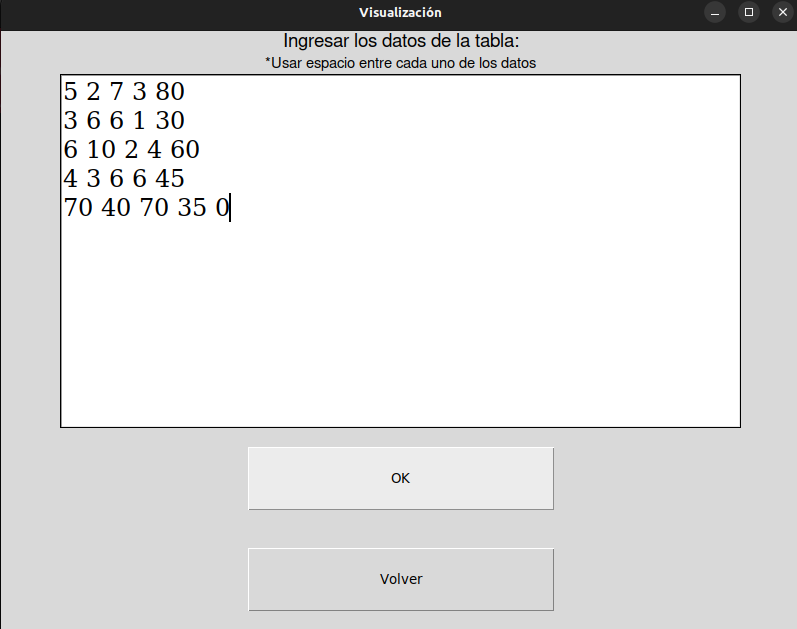 Visualización
Ingresar los datos de la tabla:
*Usar espacio entre cada uno de los datos
5 2 7 3 80
3 6 6 1 30
6 10 2 4 60
4 3 6 6 45
70 40 70 35 0
OK
Volver